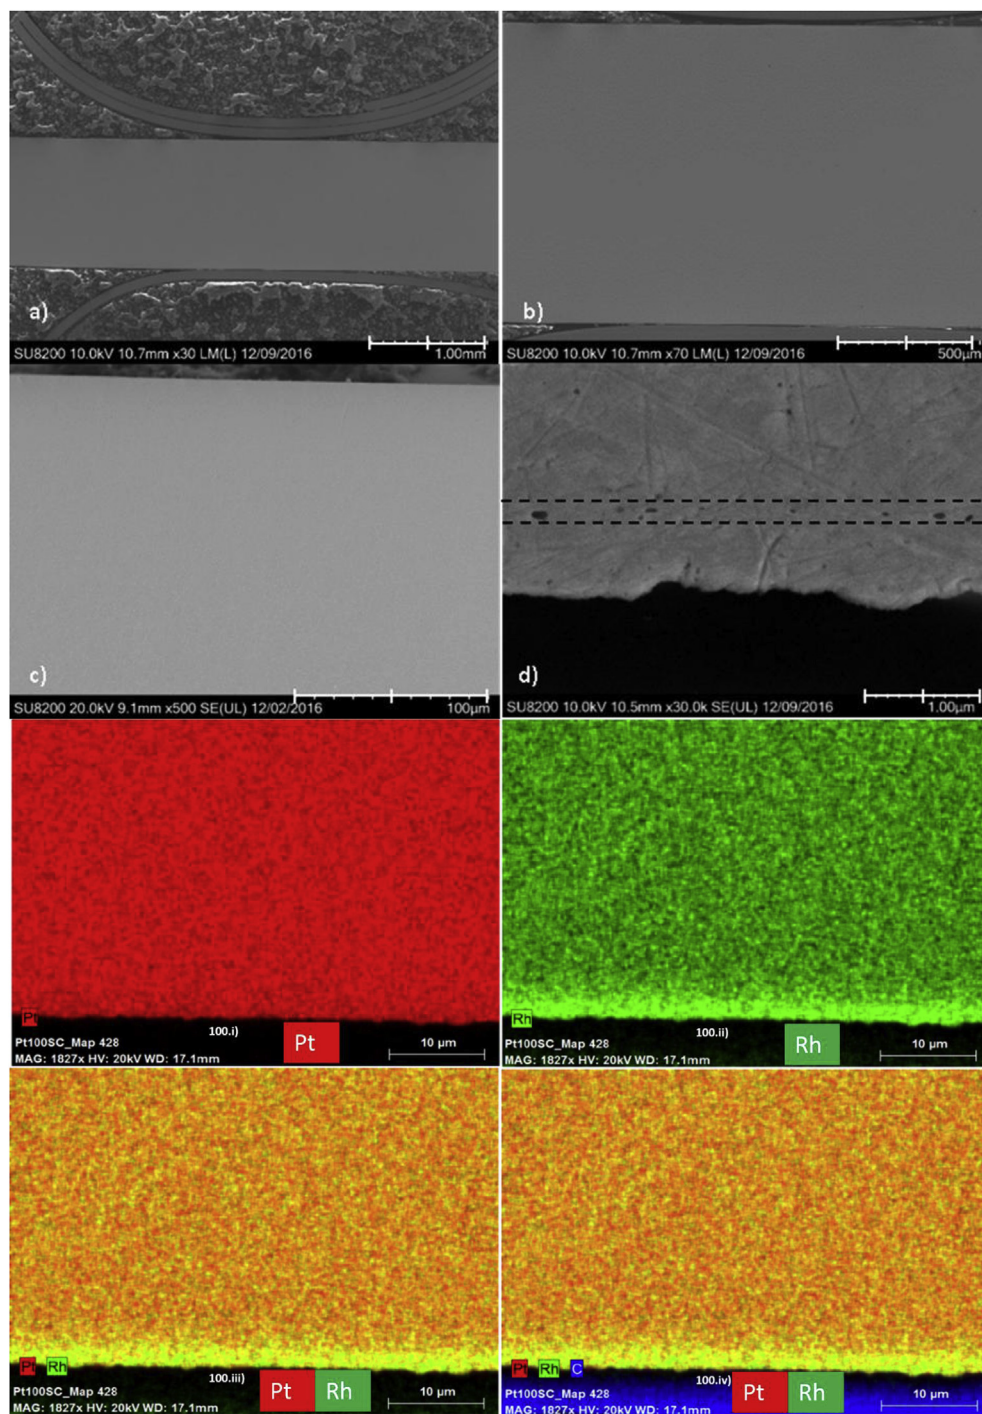 a)
SU8200 10.0kV 10.7mm x30 LM(L) 12/09/2016
1.00mm
b)
SU8200 10.0kV 10.7mm x70 LM(L) 12/09/2016
500µm
c)
SU8200 20.0kV 9.1mm x500 SE(UL) 12/02/2016
100µm
d)
SU8200 10.0kV 10.5mm x30.0k SE(UL) 12/09/2016
1.00µm
Pt
100.i)
Pt
Pt100SC_Map 428
MAG: 1827x HV: 20kV WD: 17.1mm
10 µm
Rh
100.ii)
Rh
Pt100SC_Map 428
MAG: 1827x HV: 20kV WD: 17.1mm
10 µm
Pt Rh
100.iii)
Pt Rh
Pt100SC_Map 428
MAG: 1827x HV: 20kV WD: 17.1mm
10 µm
Pt Rh C
100.iv)
Pt Rh
Pt100SC_Map 428
MAG: 1827x HV: 20kV WD: 17.1mm
10 µm